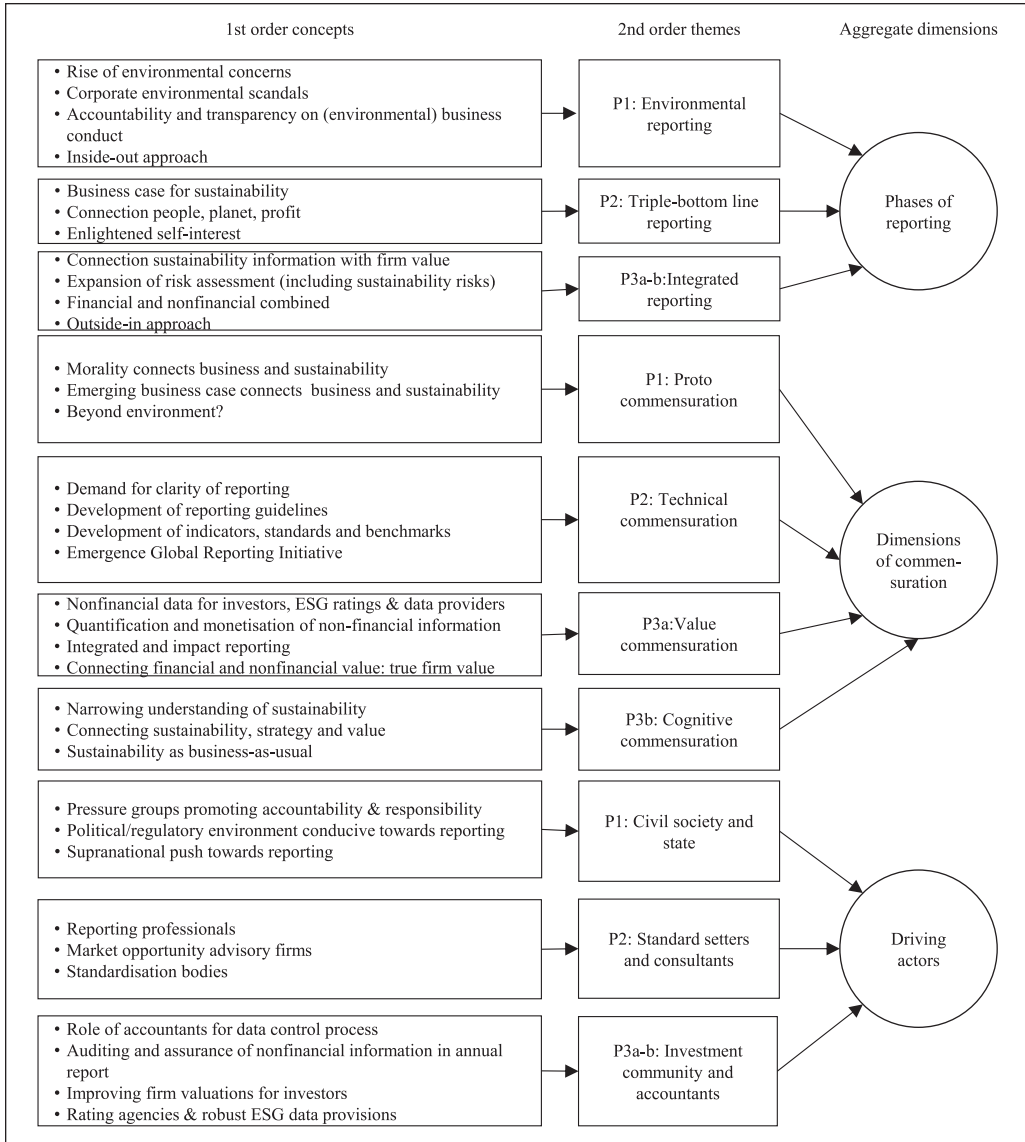 1st order concepts
2nd order themes
Aggregate dimensions
• Rise of environmental concerns
• Corporate environmental scandals
• Accountability and transparency on (environmental) business
conduct
• Inside-out approach
P1: Environmental
reporting
• Business case for sustainability
• Connection people, planet, profit
• Enlightened self-interest
P2: Triple-bottom line
reporting
• Connection sustainability information with firm value
• Expansion of risk assessment (including sustainability risks)
• Financial and nonfinancial combined
• Outside-in approach
P3a-b:Integrated
reporting
Phases of
reporting
• Morality connects business and sustainability
• Emerging business case connects business and sustainability
• Beyond environment?
P1: Proto
commensuration
• Demand for clarity of reporting
• Development of reporting guidelines
• Development of indicators, standards and benchmarks
• Emergence Global Reporting Initiative
P2: Technical
commensuration
• Nonfinancial data for investors, ESG ratings & data providers
• Quantification and monetisation of non-financial information
• Integrated and impact reporting
• Connecting financial and nonfinancial value: true firm value
P3a:Value
commensuration
• Narrowing understanding of sustainability
• Connecting sustainability, strategy and value
• Sustainability as business-as-usual
P3b: Cognitive
commensuration
Dimensions
of commen-
suration
• Pressure groups promoting accountability & responsibility
• Political/regulatory environment conducive towards reporting
• Supranational push towards reporting
P1: Civil society and
state
• Reporting professionals
• Market opportunity advisory firms
• Standardisation bodies
P2: Standard setters
and consultants
• Role of accountants for data control process
• Auditing and assurance of nonfinancial information in annual
report
• Improving firm valuations for investors
• Rating agencies & robust ESG data provisions
P3a-b: Investment
community and
accountants
Driving
actors